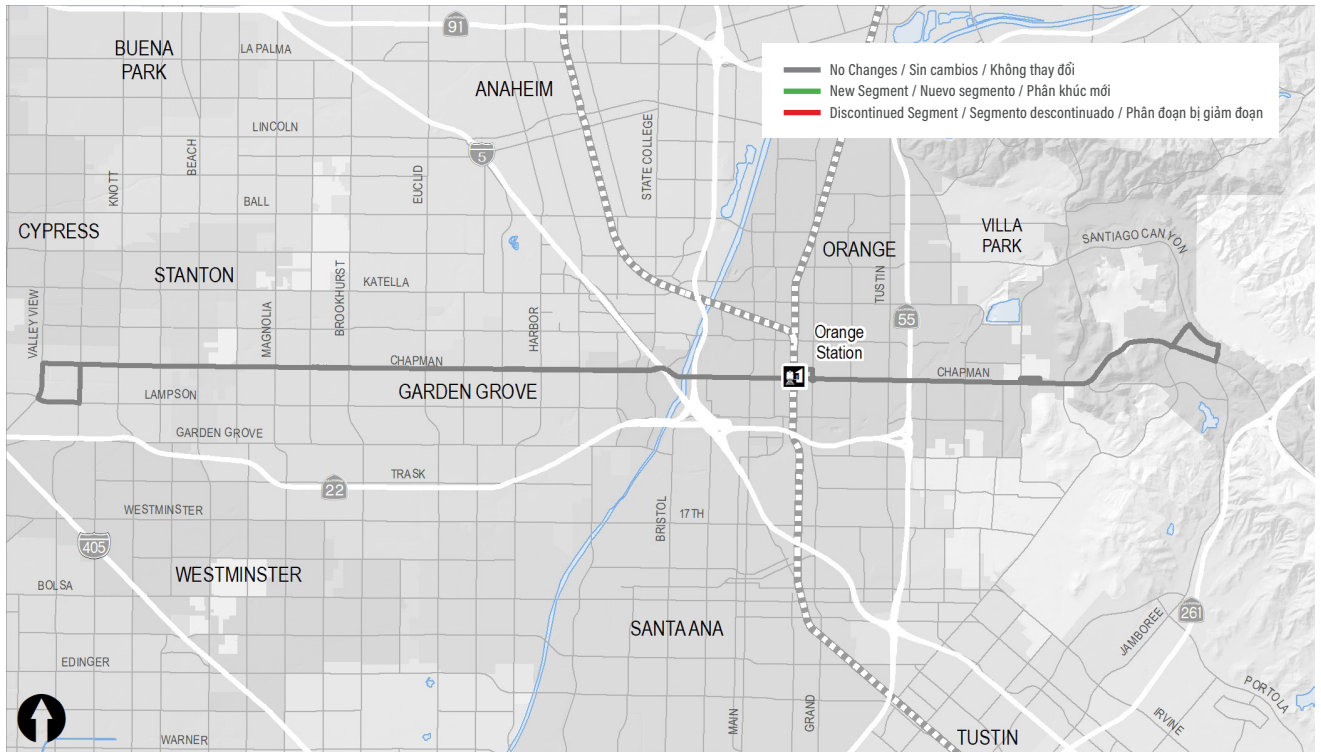 91
BUENA
PARK
LA PALMA
No Changes / Sin cambios / Không thay đổi
ANAHEIM
New Segment / Nuevo segmento / Phân khúc mới
Discontinued Segment / Segmento descontinuado / Phân đoạn bị giảm đoạn
LINCOLN
BEACH
STATE COLLEGE
5
KNOTT
EUCLID
BALL
VILLA
PARK
CYPRESS
SANTIAGO CANYON
ORANGE
STANTON
KATELLA
TUSTIN
BROOKHURST
55
VALLEY VIEW
MAGNOLIA
HARBOR
Orange
Station
CHAPMAN
CHAPMAN
LAMPSON
GARDEN GROVE
GARDEN GROVE
TRASK
22
WESTMINSTER
BRISTOL
17TH
405
WESTMINSTER
BOLSA
261
SANTA ANA
JAMBOREE
EDINGER
PORTOLA
MAIN
GRAND
IRVINE
WARNER
TUSTIN